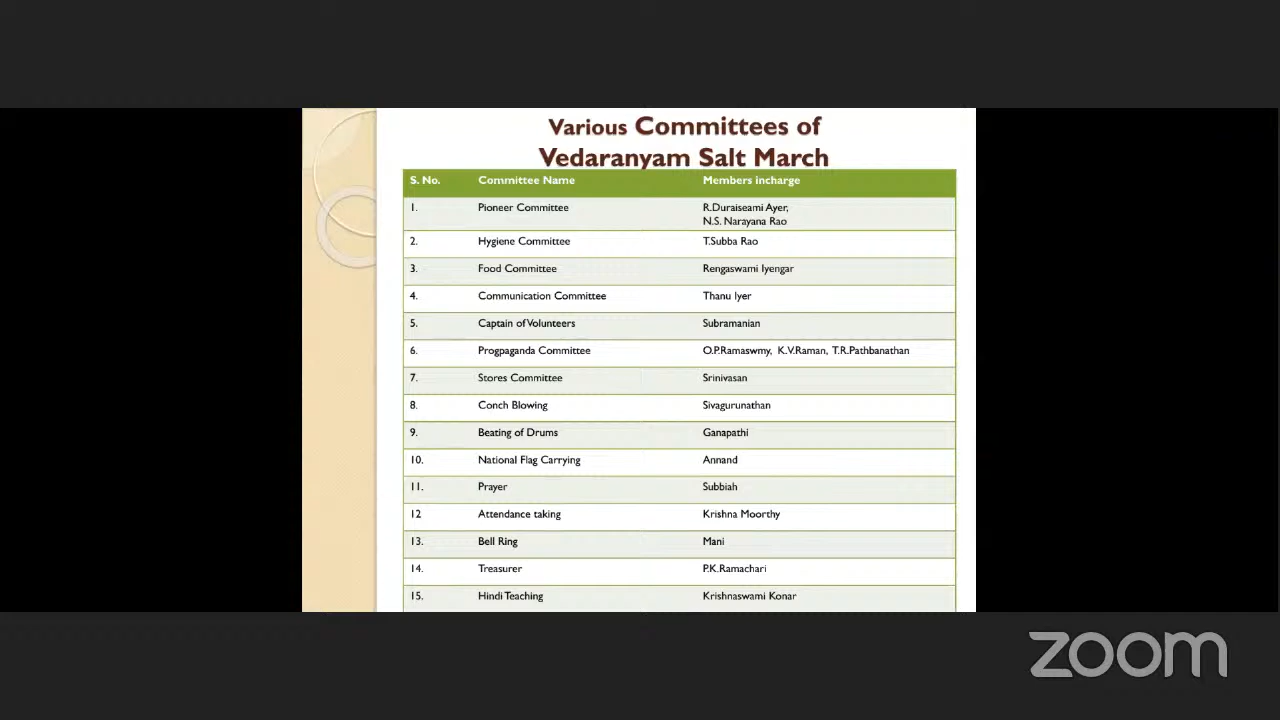 Various Committees of
Vedaranyam Salt March
S. No. Committee Name Members incharge
1. Pioneer Committee R.Duraiseami Ayer,
N.S. Narayana Rao
2. Hygiene Committee T.Subba Rao
3. Food Committee Rengaswami Iyengar
4. Communication Committee Thanu Iyer
5. Captain of Volunteers Subramanian
6. Progpaganda Committee O.P.Ramaswmy, K.V.Raman, T.R.Pathbanathan
7. Stores Committee Srinivasan
8. Conch Blowing Sivagurunathan
9. Beating of Drums Ganapathi
10. National Flag Carrying Annand
11. Prayer Subbiah
12 Attendance taking Krishna Moorthy
13. Bell Ring Mani
14. Treasurer P.K.Ramachari
15. Hindi Teaching Krishnaswami Konar
zoom